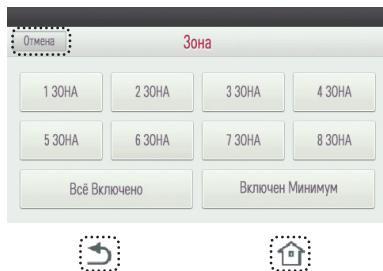 Отмена Зона
1 ЗОНА 2 ЗОНА 3 ЗОНА 4 ЗОНА
5 ЗОНА 6 ЗОНА 7 ЗОНА 8 ЗОНА
Всё Включено Включен Минимум